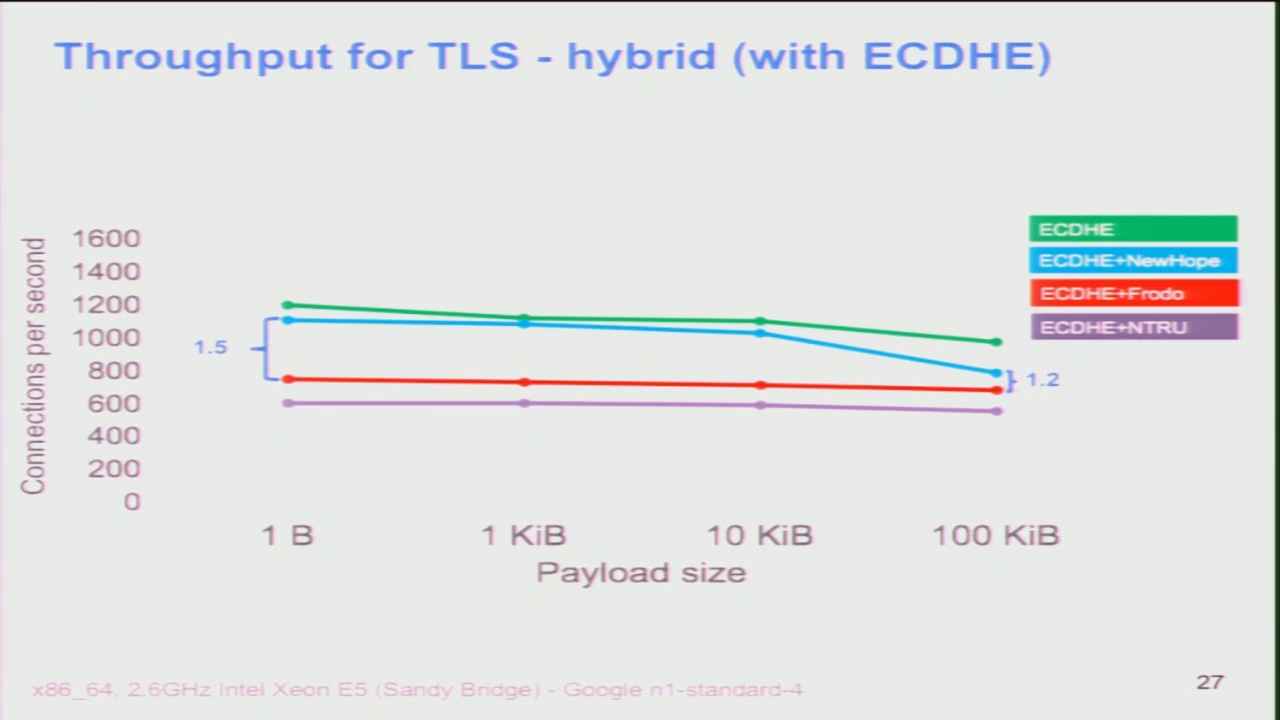 Throughput for TLS - hybrid (with ECDHE)
Connections per second
1600
1400
1200
1000
800
600
400
200
0
1.5
1.2
ECDHE
ECDHE+NewHope
ECDHE+Frodo
ECDHE+NTRU
1 B
1 KiB
10 KiB
100 KiB
Payload size
x86_64. 2.6GHz Intel Xeon E5 (Sandy Bridge) - Google n1-standard-4
27